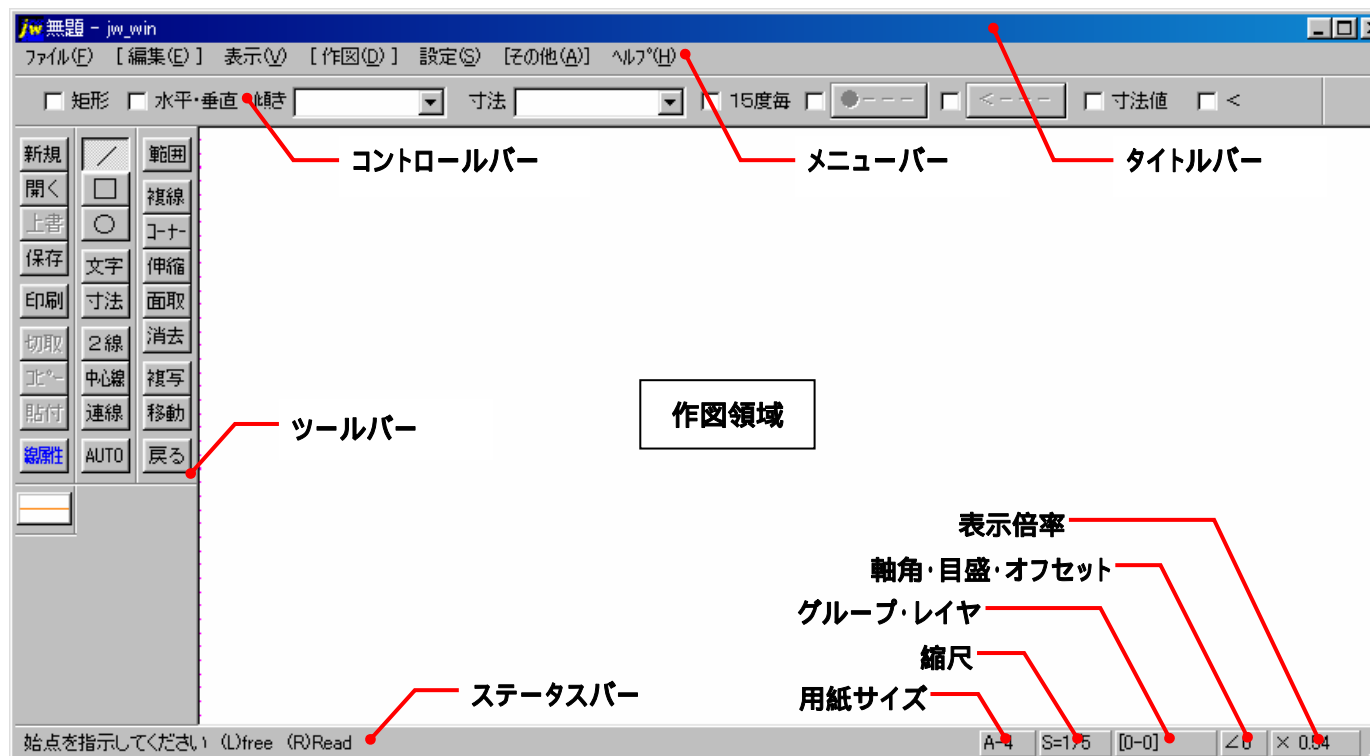 jw 無題 - jw_win
ファイル(F) [編集(E)] 表示(V) [作図(D)] 設定(S) [その他(A)] ヘルプ(H)
矩形 水平・垂直 傾き 寸法 15度毎 ●--- <--- 寸法値 <
コントロールバー メニューバー タイトルバー
新規 / 範囲
開く □ 複線
上書 ○ コーナー
保存 文字 伸縮
印刷 寸法 面取
切取 2線 消去
コピー 中心線 複写
貼付 連線 移動
線属性 AUTO 戻る
ツールバー
作図領域
表示倍率
軸角・目盛・オフセット
グループ・レイヤ
縮尺
用紙サイズ
ステータスバー
始点を指示してください (L)free (R)Read A-4 S=1/5 [0-0] ∠0 × 0.54